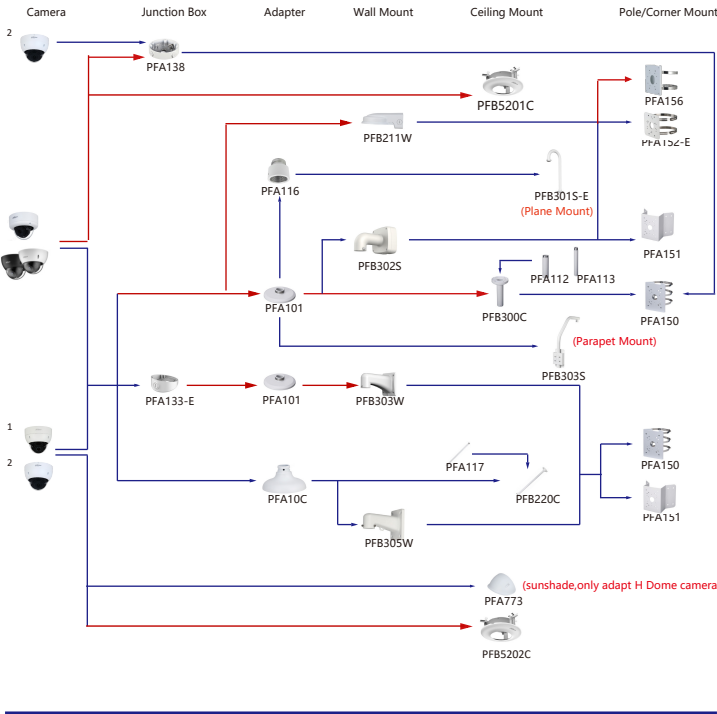 Camera Junction Box Adapter Wall Mount Ceiling Mount Pole/Corner Mount
2
PFA138
PFB5201C
PFA156
PFB211W
PFA152-E
PFA116
PFB301S-E
(Plane Mount)
PFB302S
PFA151
PFA112 PFA113
PFA101
PFB300C
PFA150
(Parapet Mount)
PFB303S
PFA133-E PFA101 PFB303W
1
2
PFA117
PFA150
PFA10C
PFB220C
PFA151
PFB305W
(sunshade,only adapt H Dome camera
PFA773
PFB5202C